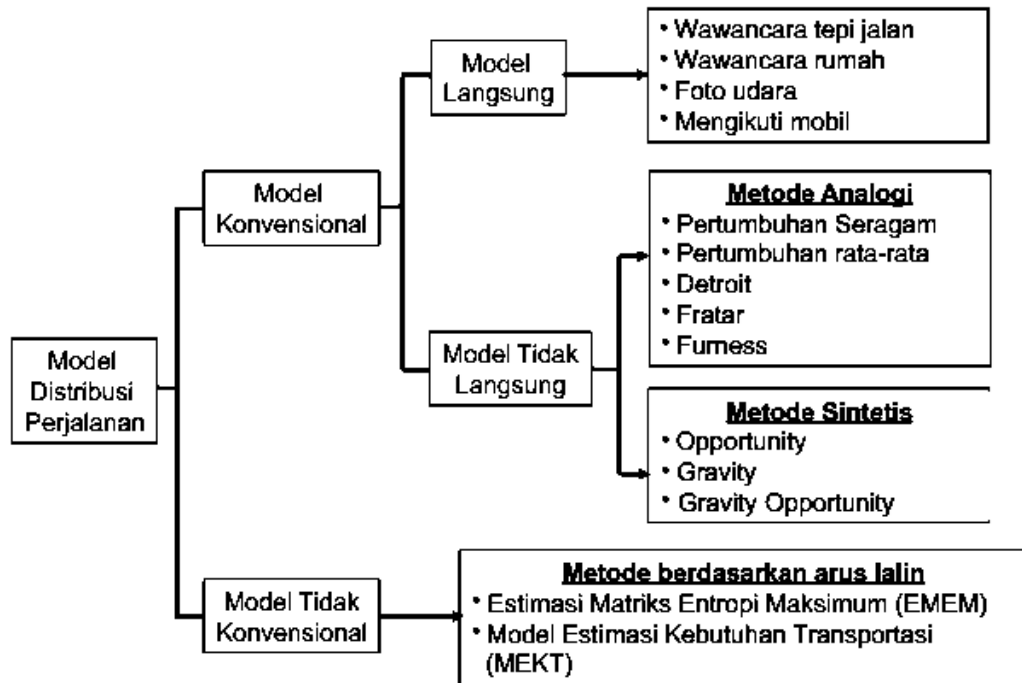 Model
Distribusi
Perjalanan
Model
Konvensional
Model
Langsung
• Wawancara tepi jalan
• Wawancara rumah
• Foto udara
• Mengikuti mobil
Model Tidak
Langsung
Metode Analogi
• Pertumbuhan Seragam
• Pertumbuhan rata-rata
• Detroit
• Fratar
• Furness
Metode Sintetis
• Opportunity
• Gravity
• Gravity Opportunity
Model Tidak
Konvensional
Metode berdasarkan arus lalin
• Estimasi Matriks Entropi Maksimum (EMEM)
• Model Estimasi Kebutuhan Transportasi
(MEKT)